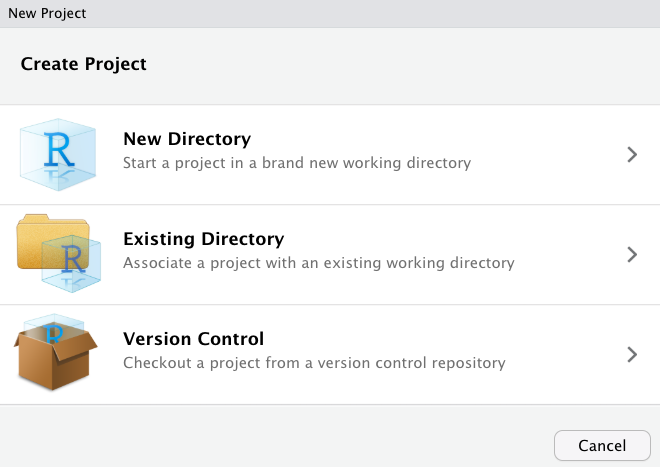 New Project
Create Project
R
New Directory
Start a project in a brand new working directory
R
Existing Directory
Associate a project with an existing working directory
R
Version Control
Checkout a project from a version control repository
Cancel